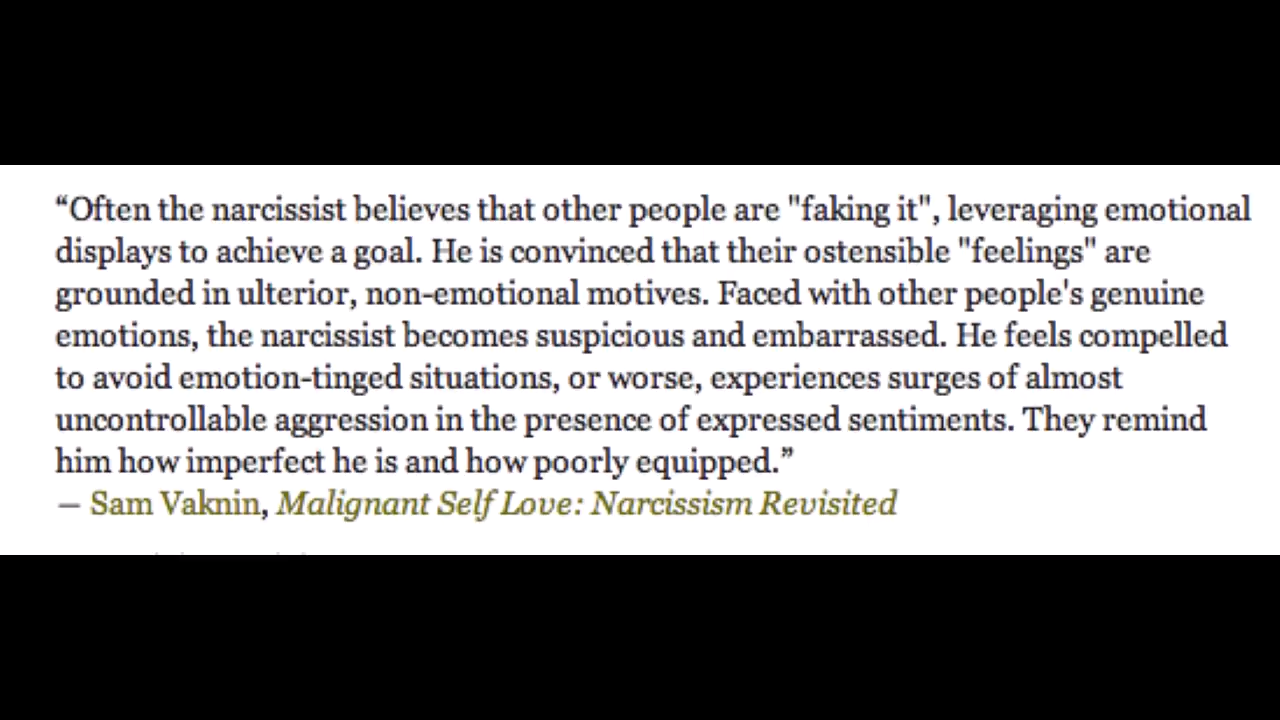 “Often the narcissist believes that other people are "faking it", leveraging emotional
displays to achieve a goal. He is convinced that their ostensible "feelings" are
grounded in ulterior, non-emotional motives. Faced with other people's genuine
emotions, the narcissist becomes suspicious and embarrassed. He feels compelled
to avoid emotion-tinged situations, or worse, experiences surges of almost
uncontrollable aggression in the presence of expressed sentiments. They remind
him how imperfect he is and how poorly equipped.”
— Sam Vaknin, Malignant Self Love: Narcissism Revisited